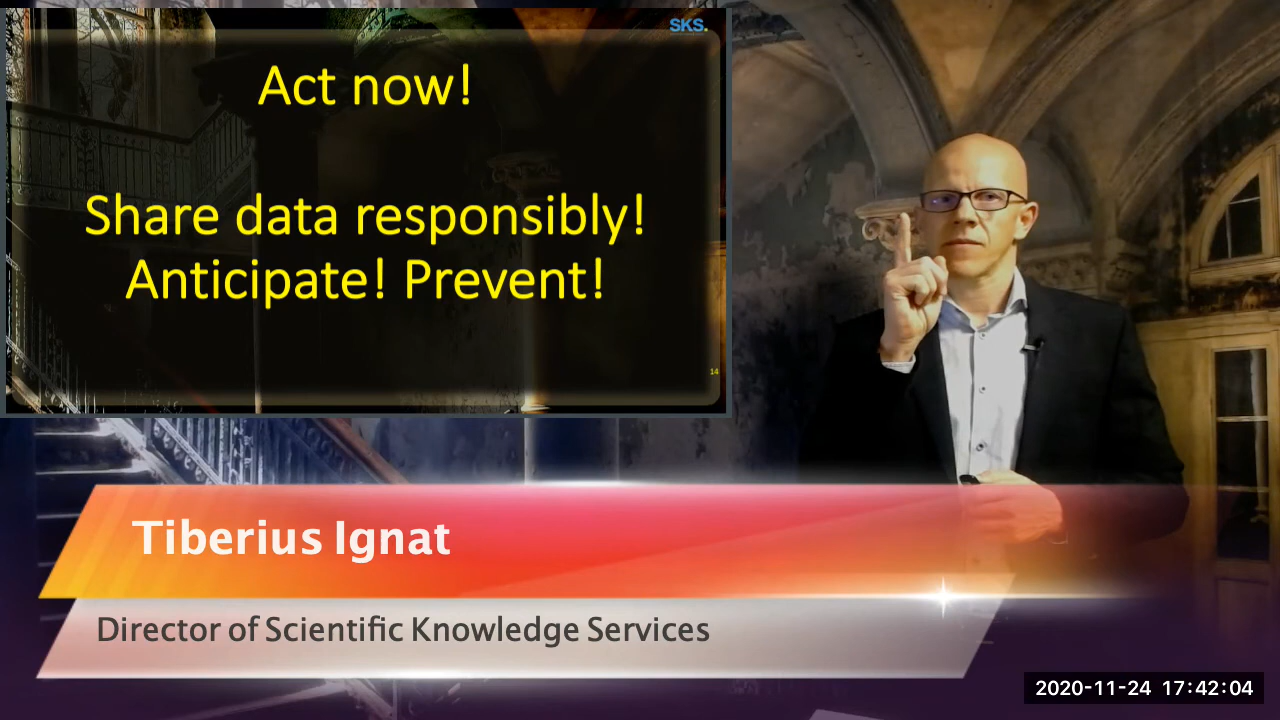 SKS.
Act now!
Share data responsibly!
Anticipate! Prevent!
14
Tiberius Ignat
Director of Scientific Knowledge Services
2020-11-24 17:42:04